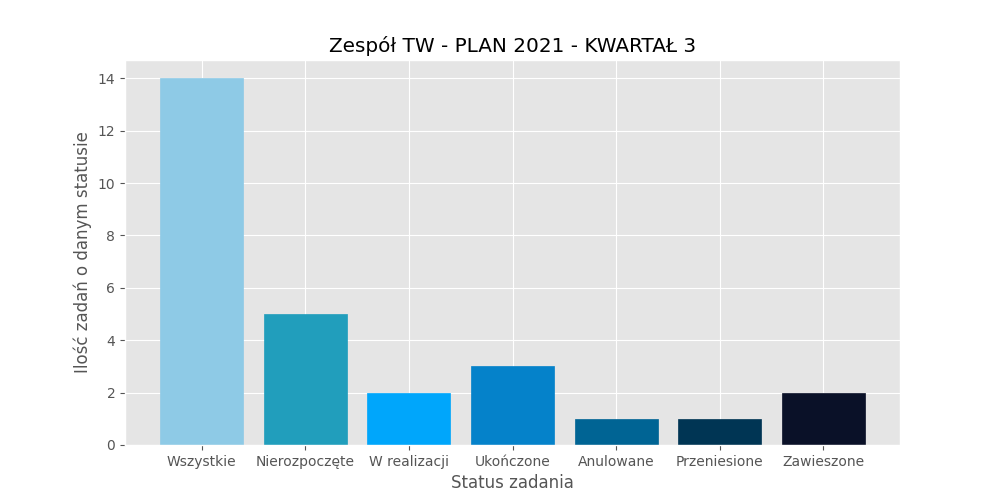 Zespół TW - PLAN 2021 - KWARTAŁ 3
Ilość zadań o danym statusie
14
12
10
8
6
4
2
0
Wszystkie Nierozpoczęte W realizacji Ukończone Anulowane Przeniesione Zawieszone
Status zadania